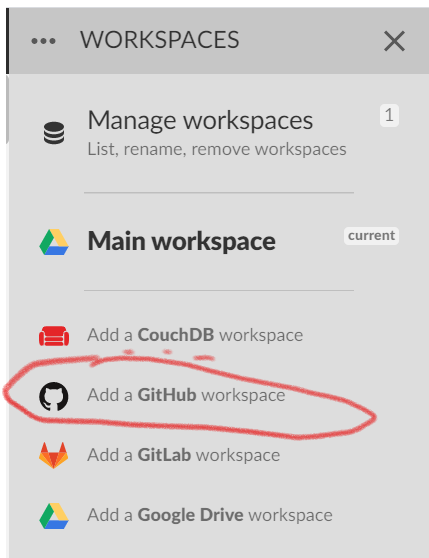 WORKSPACES
Manage workspaces
1
List, rename, remove workspaces
Main workspace
current
Add a CouchDB workspace
Add a GitHub workspace
Add a GitLab workspace
Add a Google Drive workspace